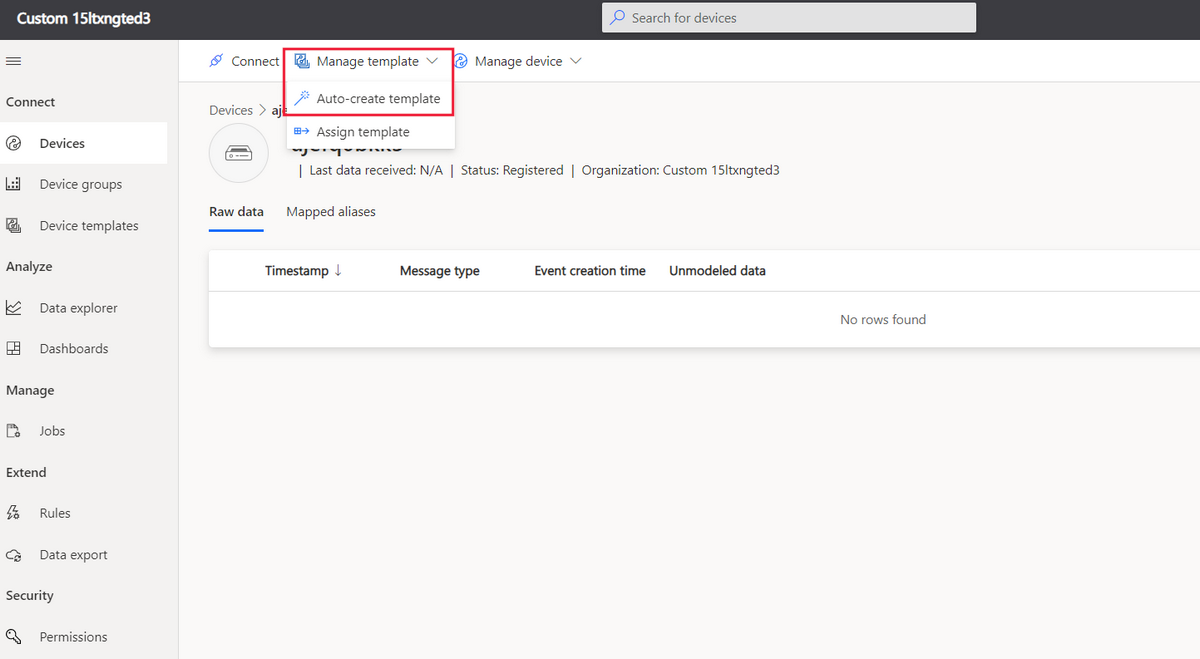 Custom 15ltxngted3
Search for devices
Connect
Manage template
Manage device
Auto-create template
Assign template
Devices >
| Last data received: N/A | Status: Registered | Organization: Custom 15ltxngted3
Raw data
Mapped aliases
Timestamp ↓
Message type
Event creation time
Unmodeled data
No rows found
Connect
Devices
Device groups
Device templates
Analyze
Data explorer
Dashboards
Manage
Jobs
Extend
Rules
Data export
Security
Permissions